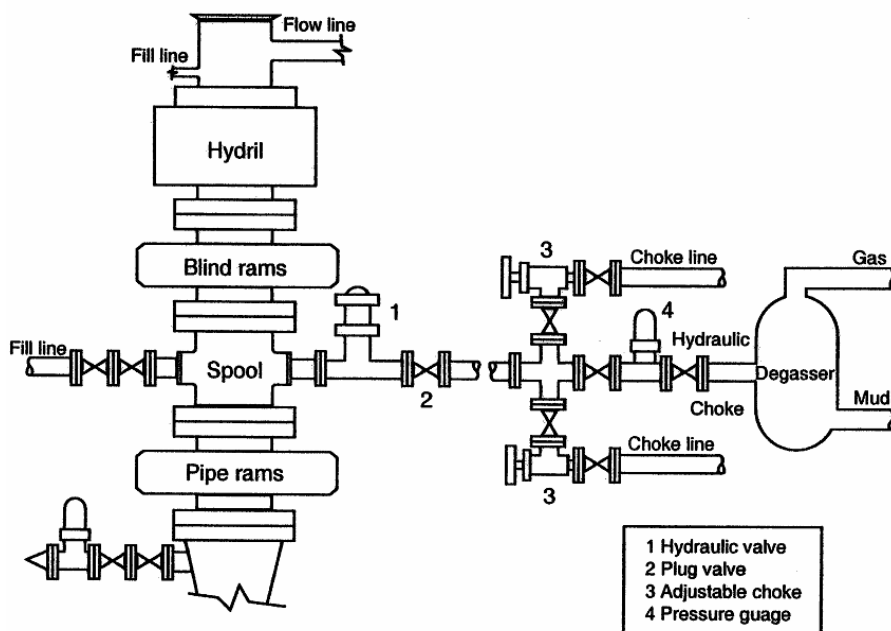 Flow line
Fill line
Hydril
Blind rams
1
3
Choke line
4
Gas
Hydraulic
Fill line
Spool
2
Degasser
Choke
Mud
Choke line
Pipe rams
3
1 Hydraulic valve
2 Plug valve
3 Adjustable choke
4 Pressure guage